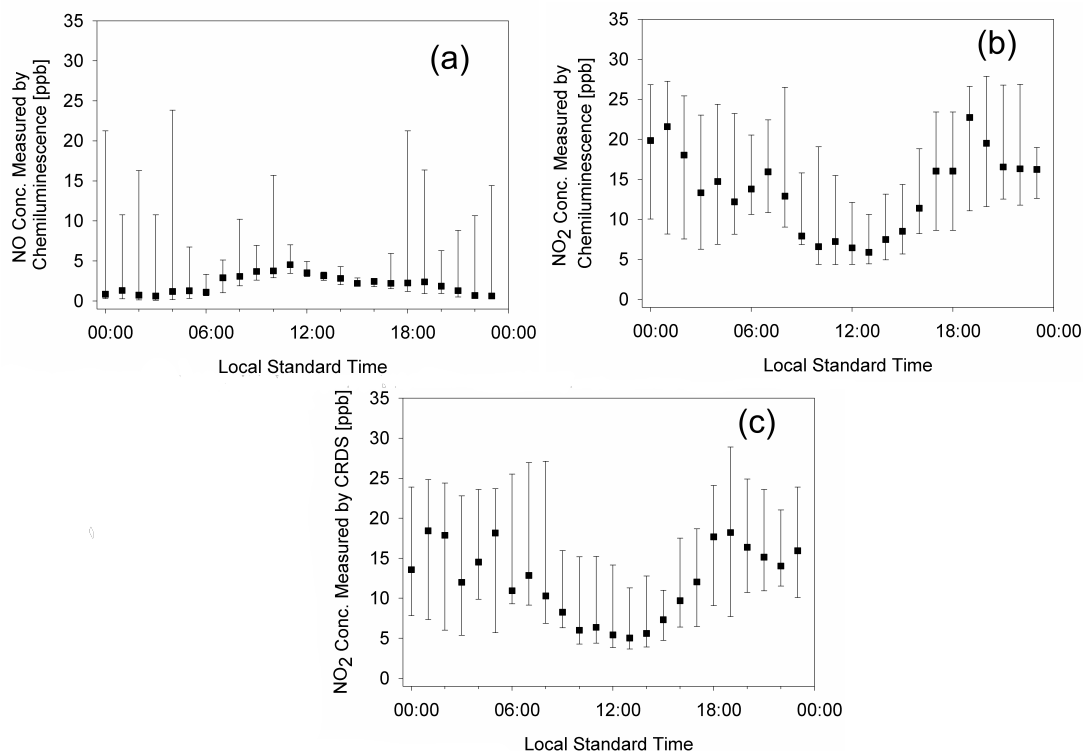 (a)
NO Conc. Measured by
Chemiluminescence [ppb]
35
30
25
20
15
10
5
0
00:00 06:00 12:00 18:00 00:00
Local Standard Time
(b)
NO2 Conc. Measured by
Chemiluminescence [ppb]
35
30
25
20
15
10
5
0
00:00 06:00 12:00 18:00 00:00
Local Standard Time
(c)
NO2 Conc. Measured by CRDS [ppb]
35
30
25
20
15
10
5
0
00:00 06:00 12:00 18:00 00:00
Local Standard Time